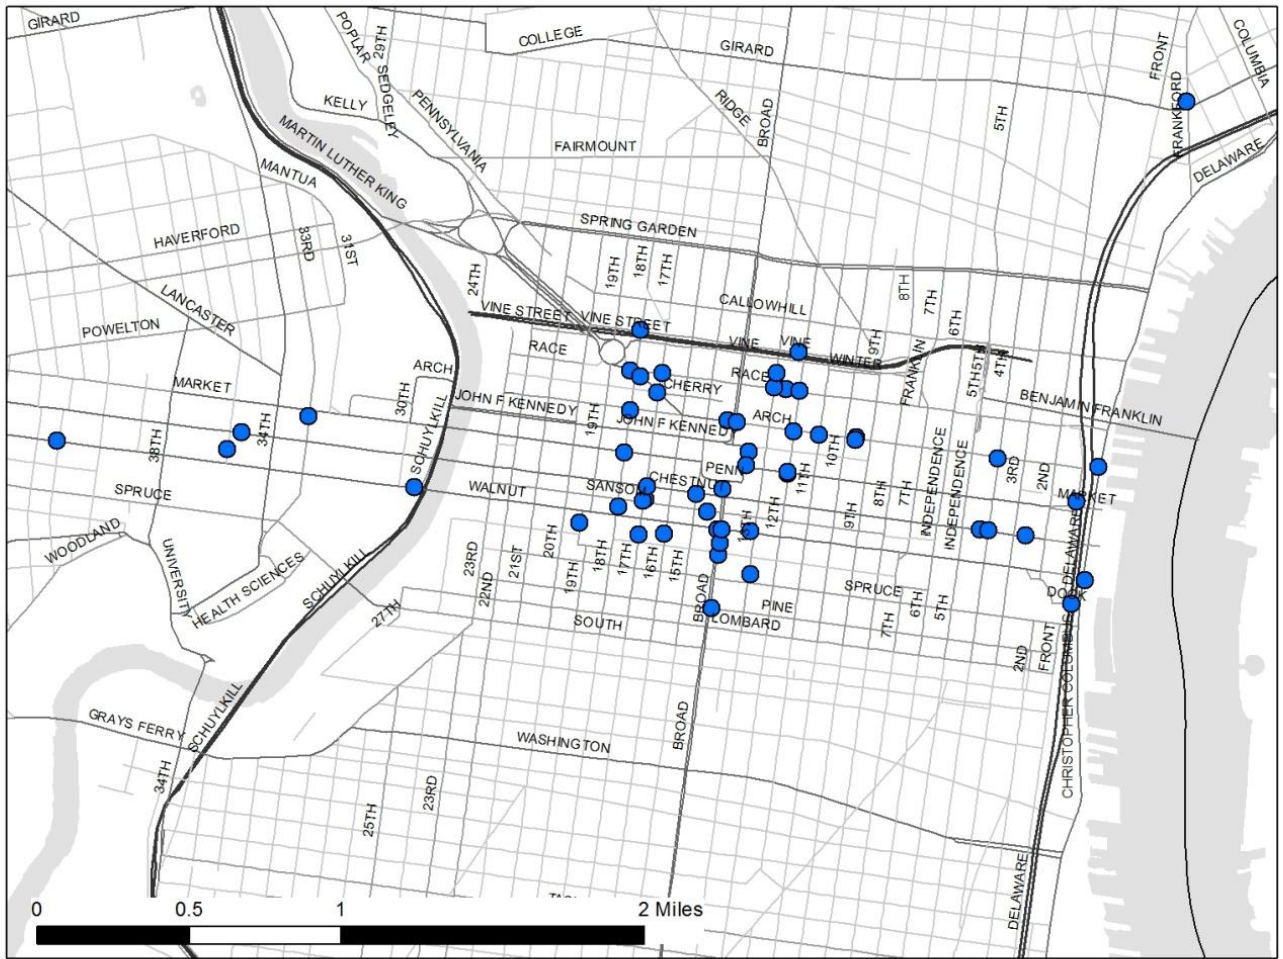 GIRARD
POPLAR
29TH
COLLEGE
GIRARD
FRONT
COLUMBIA
SEDGELEY
KELLY
PENNSYLVANIA
RIDGE
BROAD
5TH
FRANKFORD
DELAWARE
MARTIN LUTHER KING
FAIRMOUNT
MANTUA
SPRING GARDEN
HAVERFORD
33RD
31ST
24TH
19TH
18TH
17TH
8TH
7TH
6TH
CALLOWHILL
LANCASTER
POWELTON
VINE STREET
VINE STREET
VINE
VINE
WINTER
9TH
FRANKLIN
5TH
5TH
4TH
RACE
RACE
ARCH
MARKET
30TH
CHERRY
JOHN F KENNEDY
JOHN F KENNEDY
ARCH
BENJAMIN FRANKLIN
19TH
34TH
38TH
SCHUYLKILL
10TH
INDEPENDENCE
INDEPENDENCE
3RD
2ND
PENN
11TH
CHESTNUT
SANSOM
WALNUT
SPRUCE
12TH
9TH
8TH
7TH
MARKET
13TH
WOODLAND
UNIVERSITY
HEALTH SCIENCES
SCHUYLKILL
27TH
23RD
22ND
21ST
20TH
19TH
18TH
17TH
16TH
15TH
BROAD
SPRUCE
PINE
LOMBARD
SOUTH
7TH
6TH
5TH
DELAWARE
DOCK
2ND
FRONT
CHRISTOPHER COLUMBUS
GRAYS FERRY
SCHUYLKILL
34TH
WASHINGTON
BROAD
25TH
23RD
DELAWARE
0 0.5 1 2 Miles